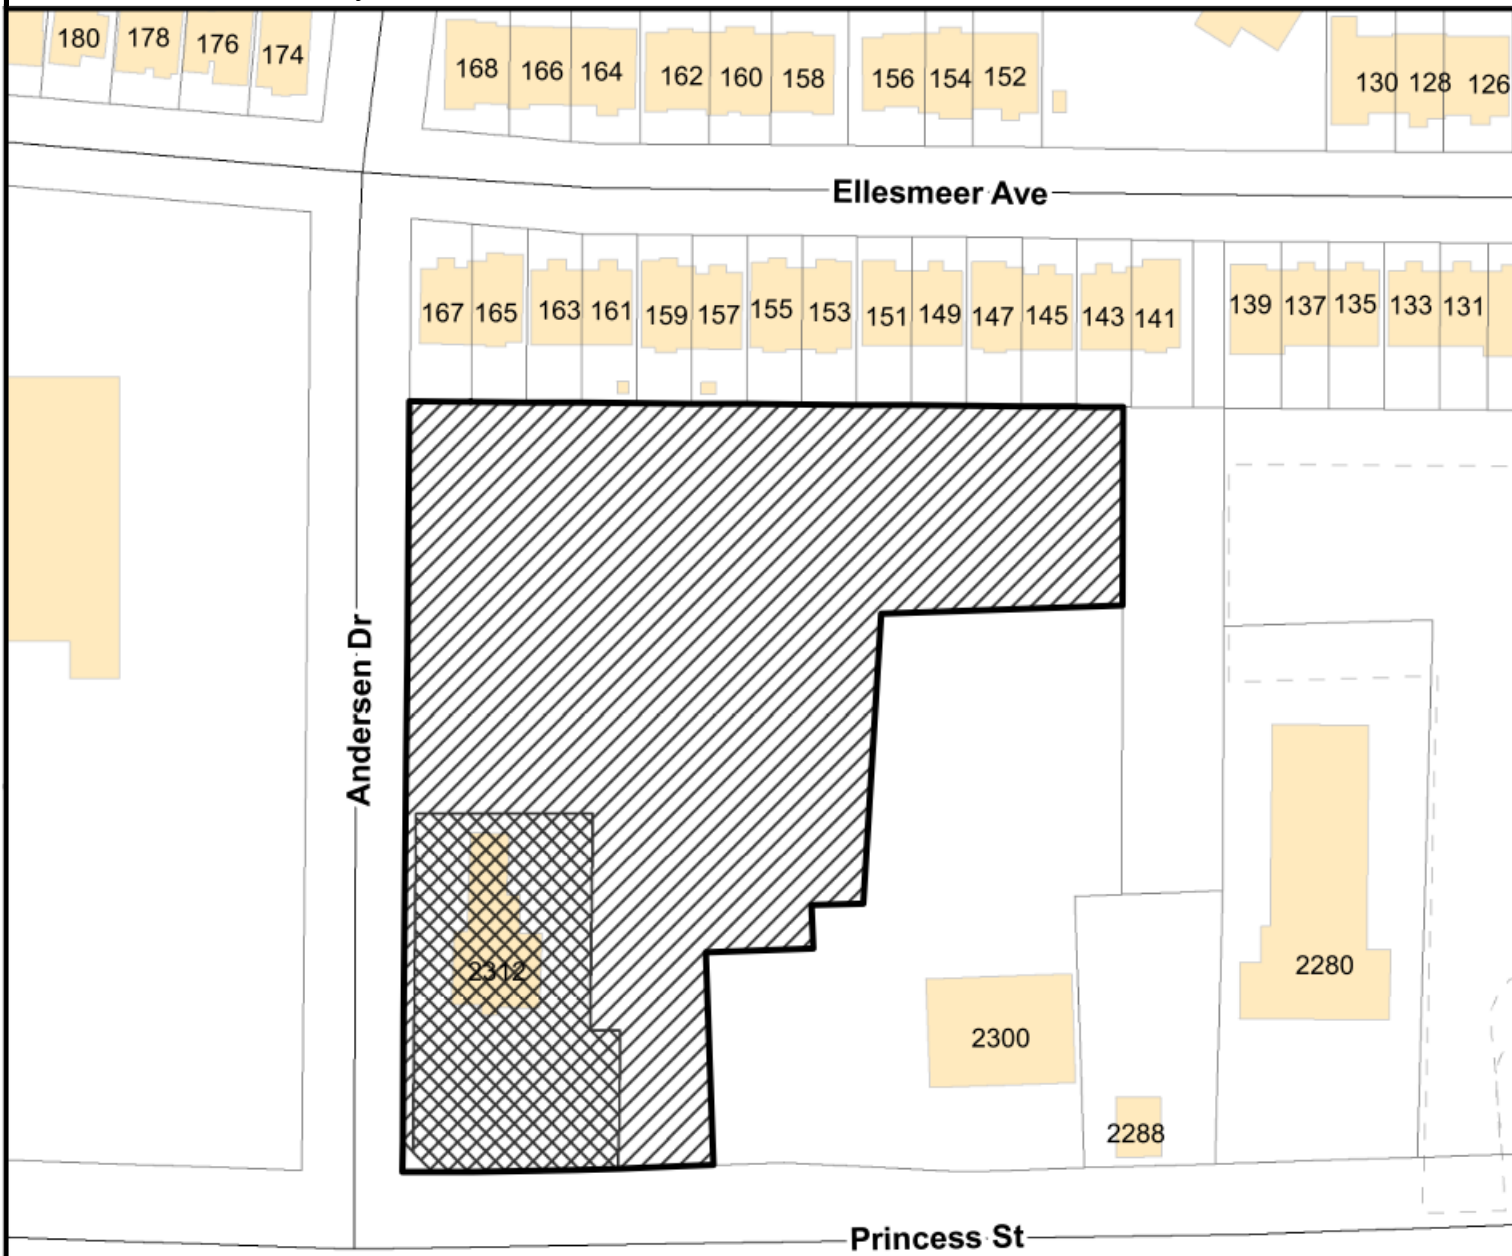 180 178 176 174 168 166 164 162 160 158 156 154 152 130 128 126
Ellesmeer Ave
167 165 163 161 159 157 155 153 151 149 147 145 143 141 139 137 135 133 131
Andersen Dr
2312
2280
2300
2288
Princess St